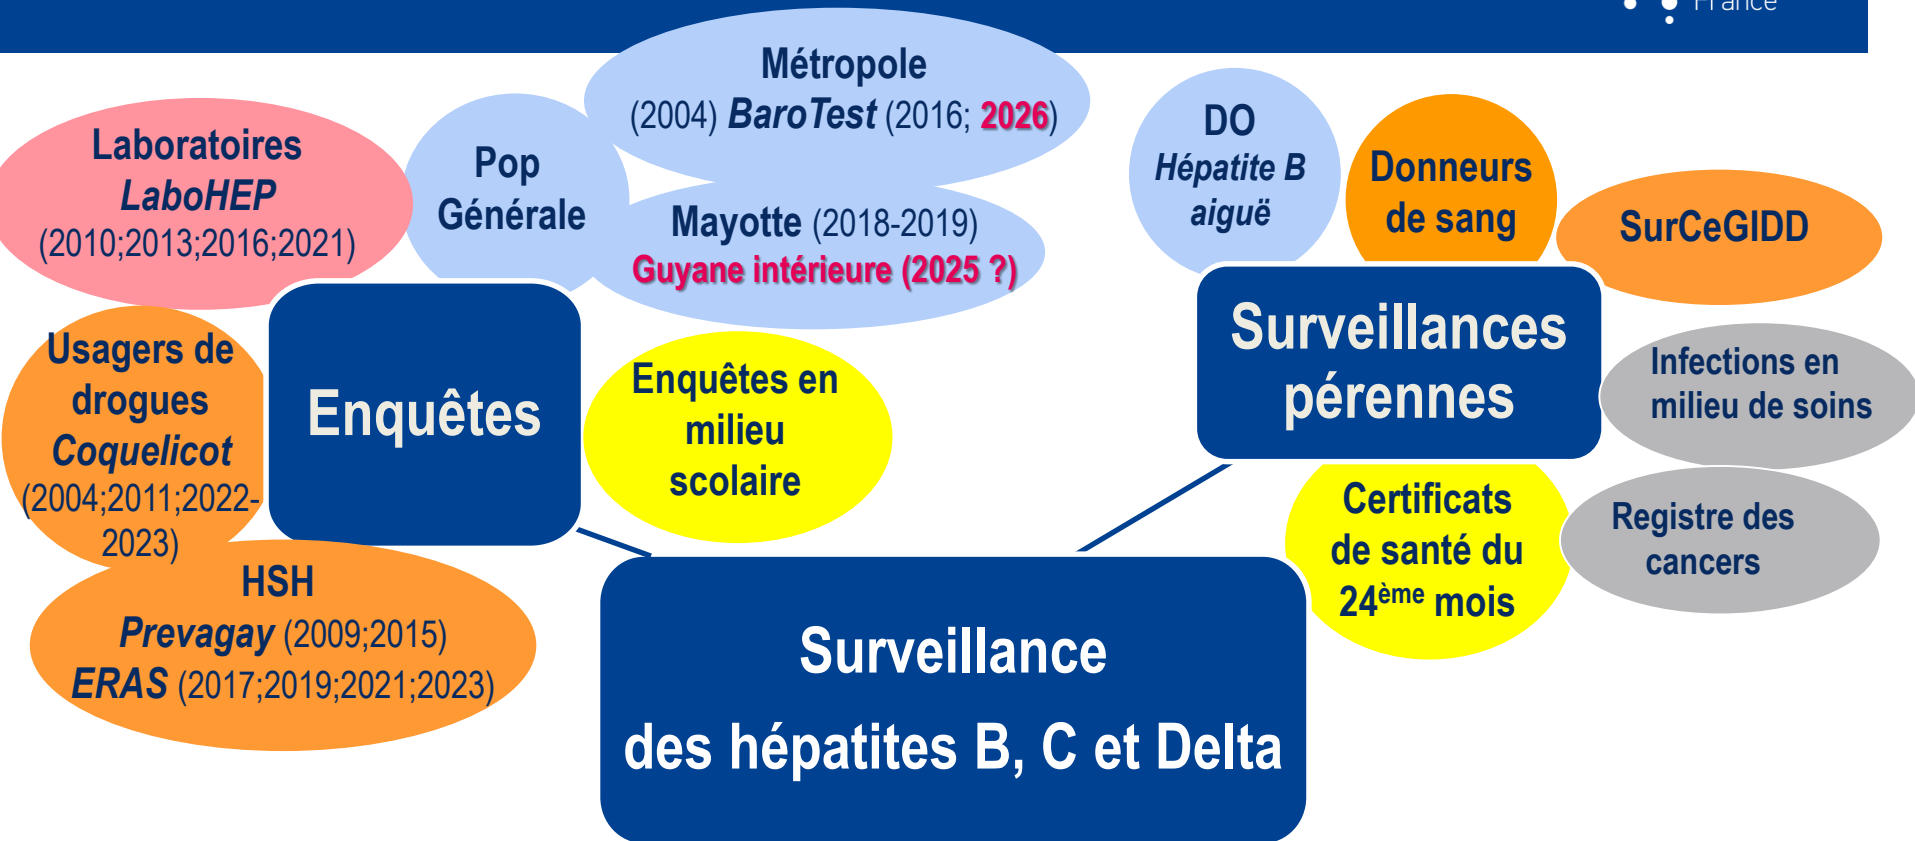 France
Métropole
(2004) BaroTest (2016; 2026)
Laboratoires
LaboHEP
(2010;2013;2016;2021)
Pop
Générale
Mayotte (2018-2019)
Guyane intérieure (2025 ?)
DO
Hépatite B
aiguë
Donneurs
de sang
SurCeGIDD
Usagers de
drogues
Coquelicot
(2004;2011;2022-
2023)
Enquêtes
Enquêtes en
milieu
scolaire
Surveillances
pérennes
Infections en
milieu de soins
HSH
Prevagay (2009;2015)
ERAS (2017;2019;2021;2023)
Certificats
de santé du
24ème mois
Registre des
cancers
Surveillance
des hépatites B, C et Delta